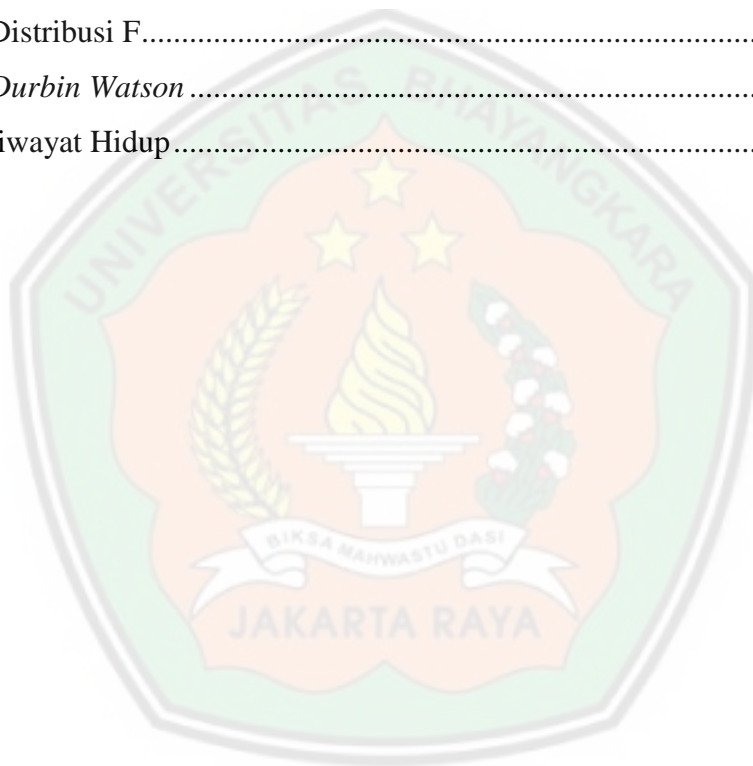 Distribusi F......................................................................................
Durbin Watson................................................................................
iwayat Hidup..................................................................................
UNIVERSITAS BHAYANGKARA
BIKSA MAHWASTU DASI
JAKARTA RAYA